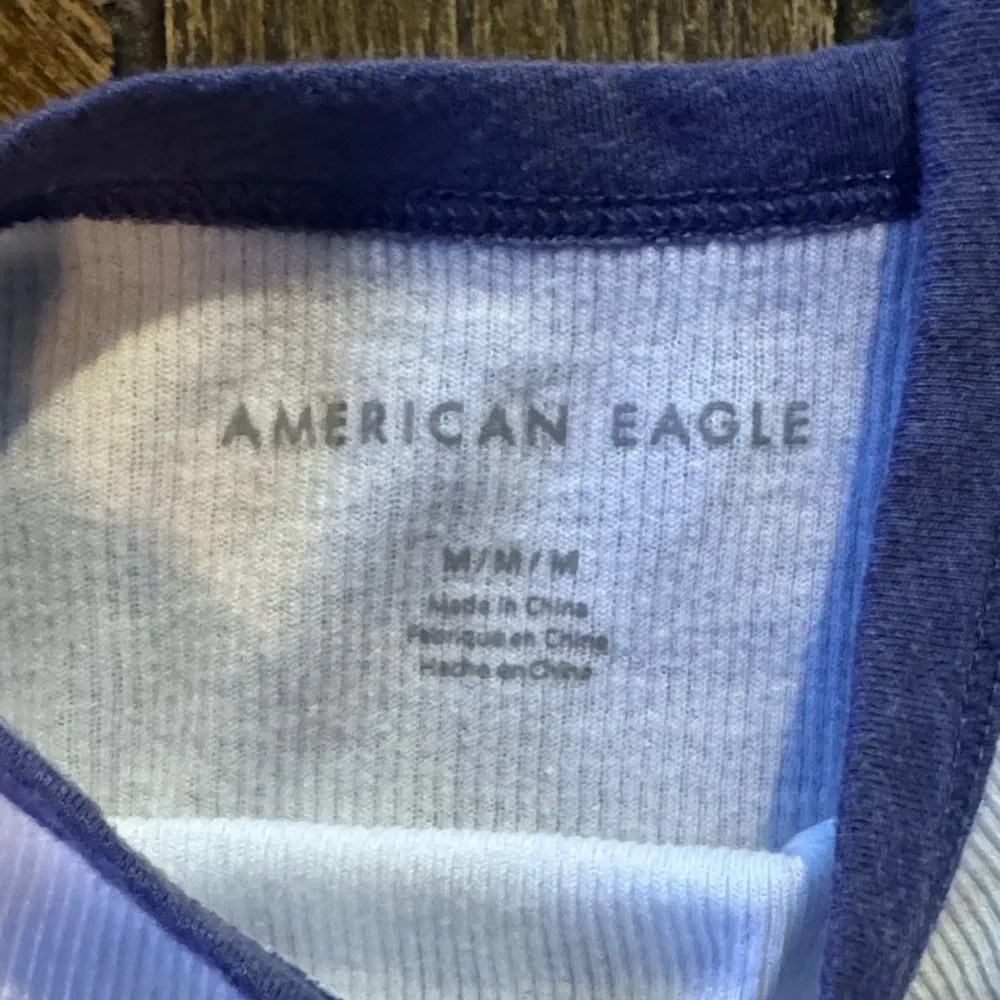 AMERICAN EAGLE
M/M/M
Made in China
Fabriqué en Chine
Hecho en China